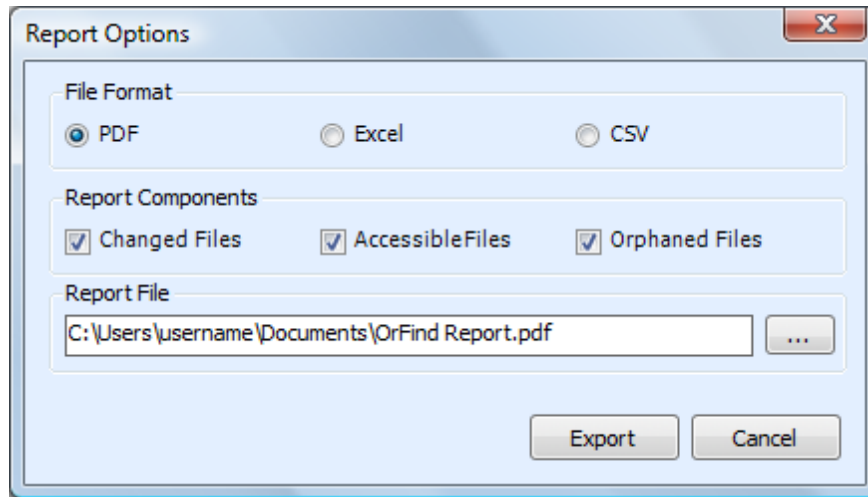 Report Options
File Format
PDF Excel CSV
Report Components
Changed Files AccessibleFiles Orphaned Files
Report File
C:\Users\username\Documents\OrFind Report.pdf ...
Export Cancel